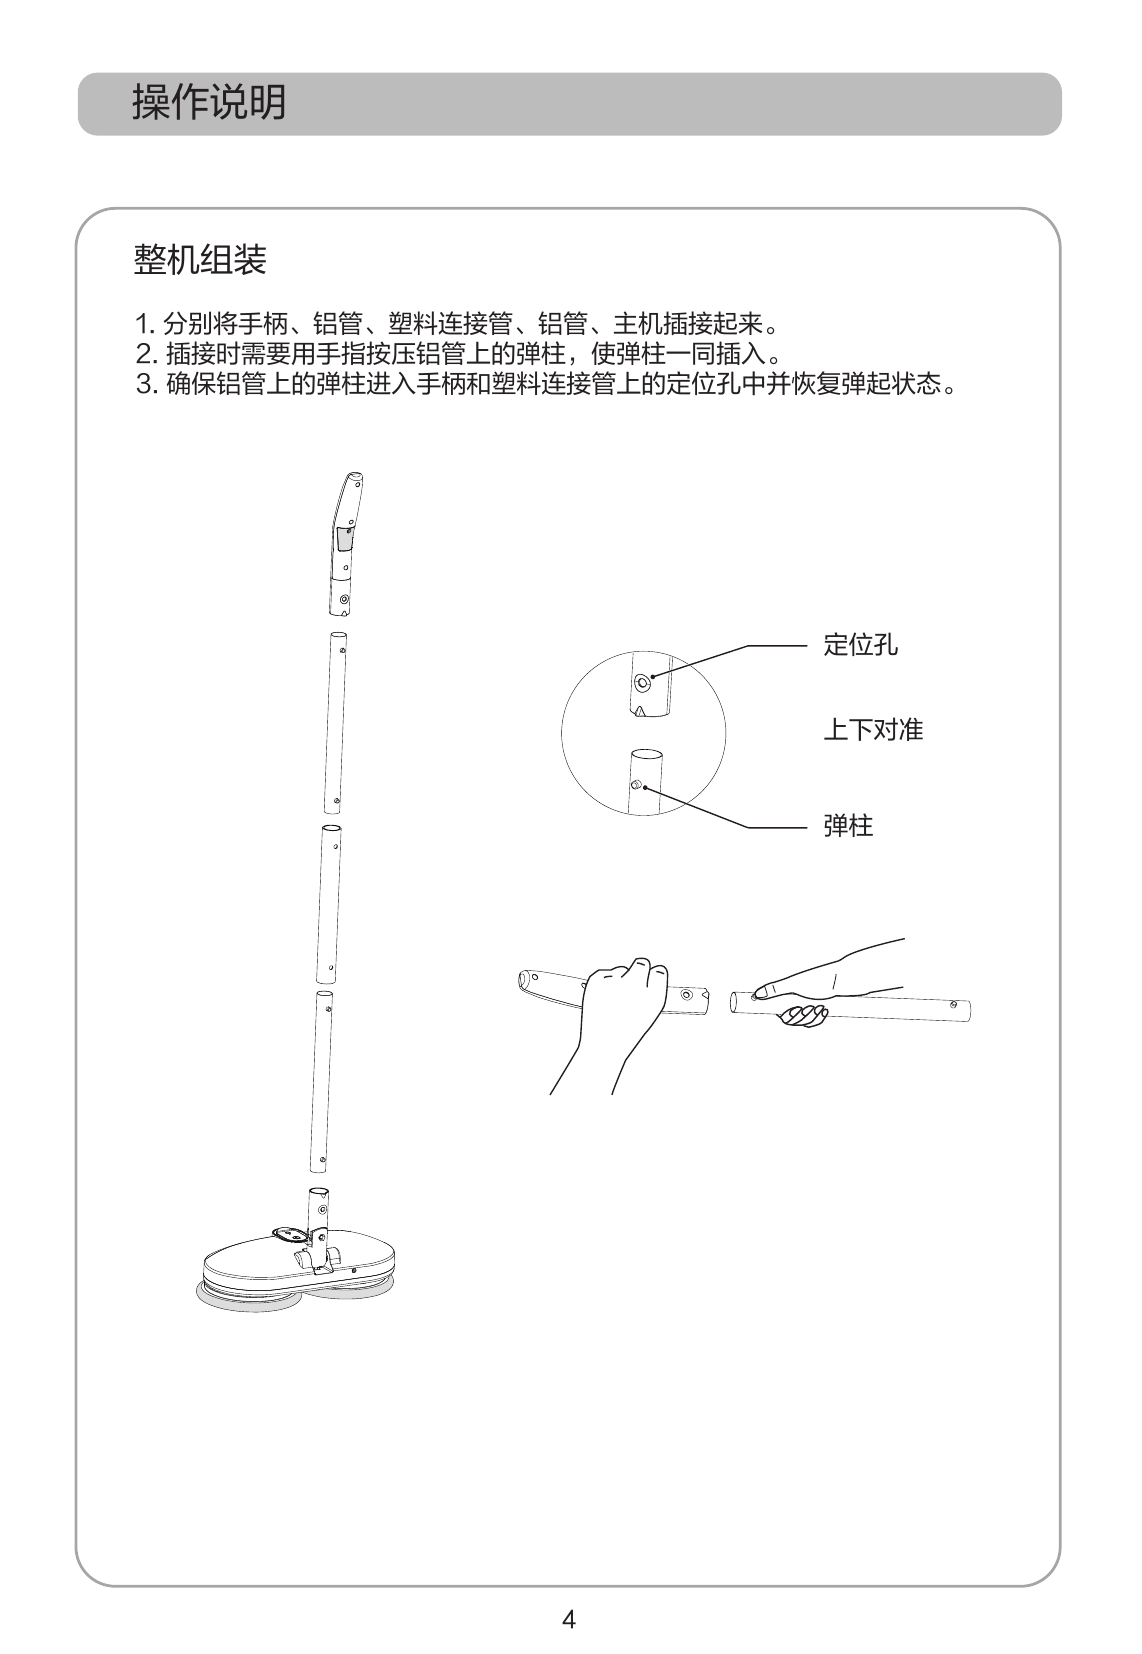 操作说明
整机组装
1. 分别将手柄、铝管、塑料连接管、铝管、主机插接起来。
2. 插接时需要用手指按压铝管上的弹柱，使弹柱一同插入。
3. 确保铝管上的弹柱进入手柄和塑料连接管上的定位孔中并恢复弹起状态。
定位孔
上下对准
弹柱
4